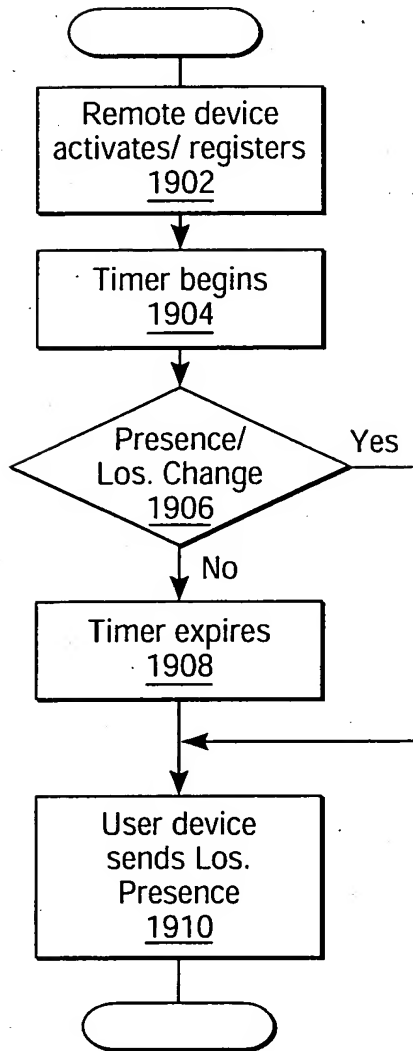 Remote device
activates/ registers
1902
Timer begins
1904
Presence/
Los. Change
1906
Yes
No
Timer expires
1908
User device
sends Los.
Presence
1910